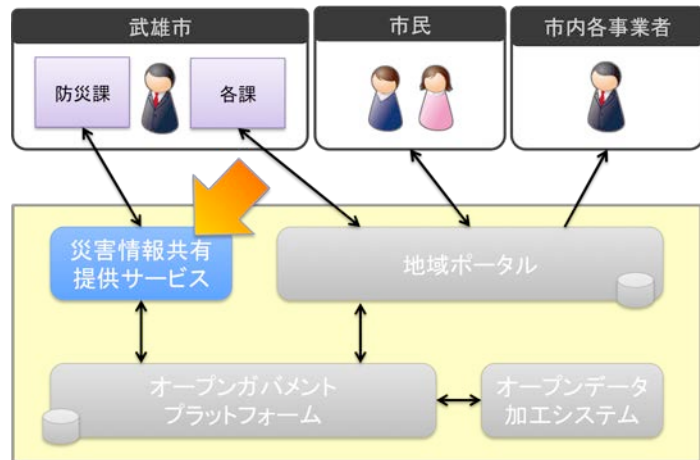 武雄市
市民
市内各事業者
防災課
各課
災害情報共有
提供サービス
地域ポータル
オープンガバメント
プラットフォーム
オープンデータ
加工システム